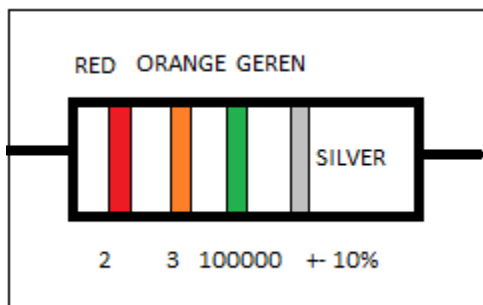 RED ORANGE GEREN
SILVER
2 3 100000 +- 10%